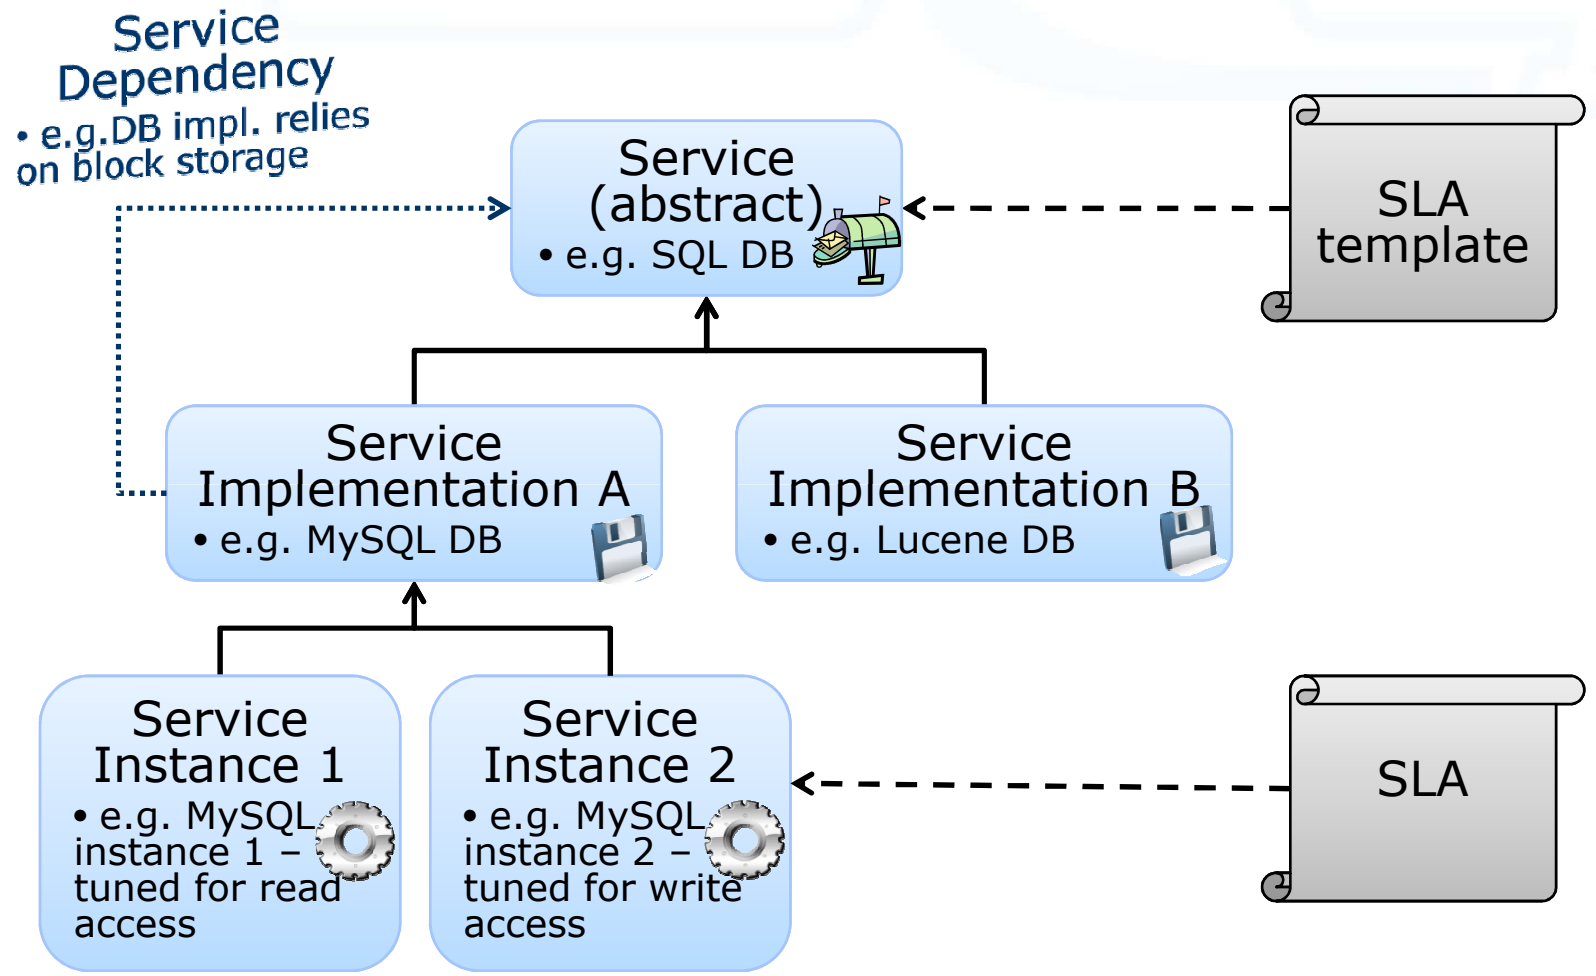 Service
Dependency
• e.g.DB impl. relies
on block storage
Service
(abstract)
• e.g. SQL DB
SLA
template
Service
Implementation A
• e.g. MySQL DB
Service
Implementation B
• e.g. Lucene DB
Service
Instance 1
• e.g. MySQL
instance 1 –
tuned for read
access
Service
Instance 2
• e.g. MySQL
instance 2 –
tuned for write
access
SLA